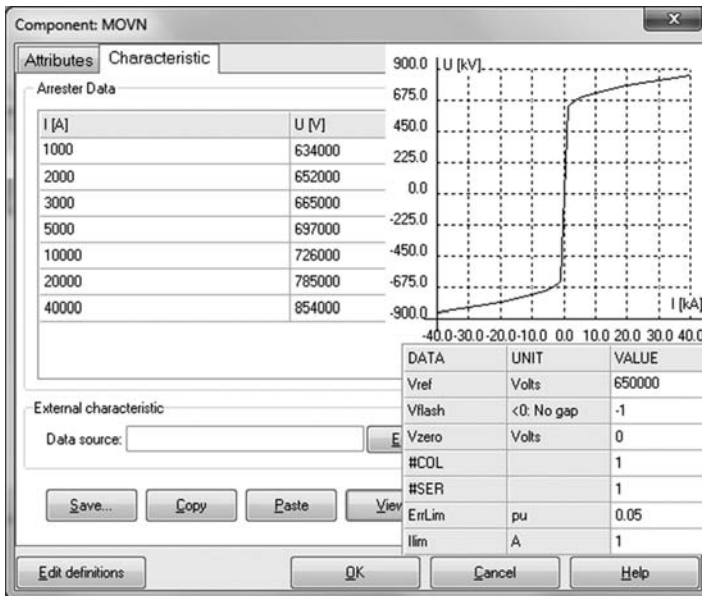 Component: MOVN
x
Attributes Characteristic
Arrester Data
I [A] U [V]
1000 634000
2000 652000
3000 665000
5000 697000
10000 726000
20000 785000
40000 854000
External characteristic
Data source:
E
Save... Copy Paste View
Edit definitions OK Cancel Help
U [kV]
900.0
675.0
450.0
225.0
0.0
-225.0
-450.0
-675.0
-900.0
I [kA]
-40.0-30.0-20.0-10.0 0.0 10.0 20.0 30.0 40.0
DATA UNIT VALUE
Vref Volts 650000
Vflash <0: No gap -1
Vzero Volts 0
#COL 1
#SER 1
ErrLim pu 0.05
Ilim A 1